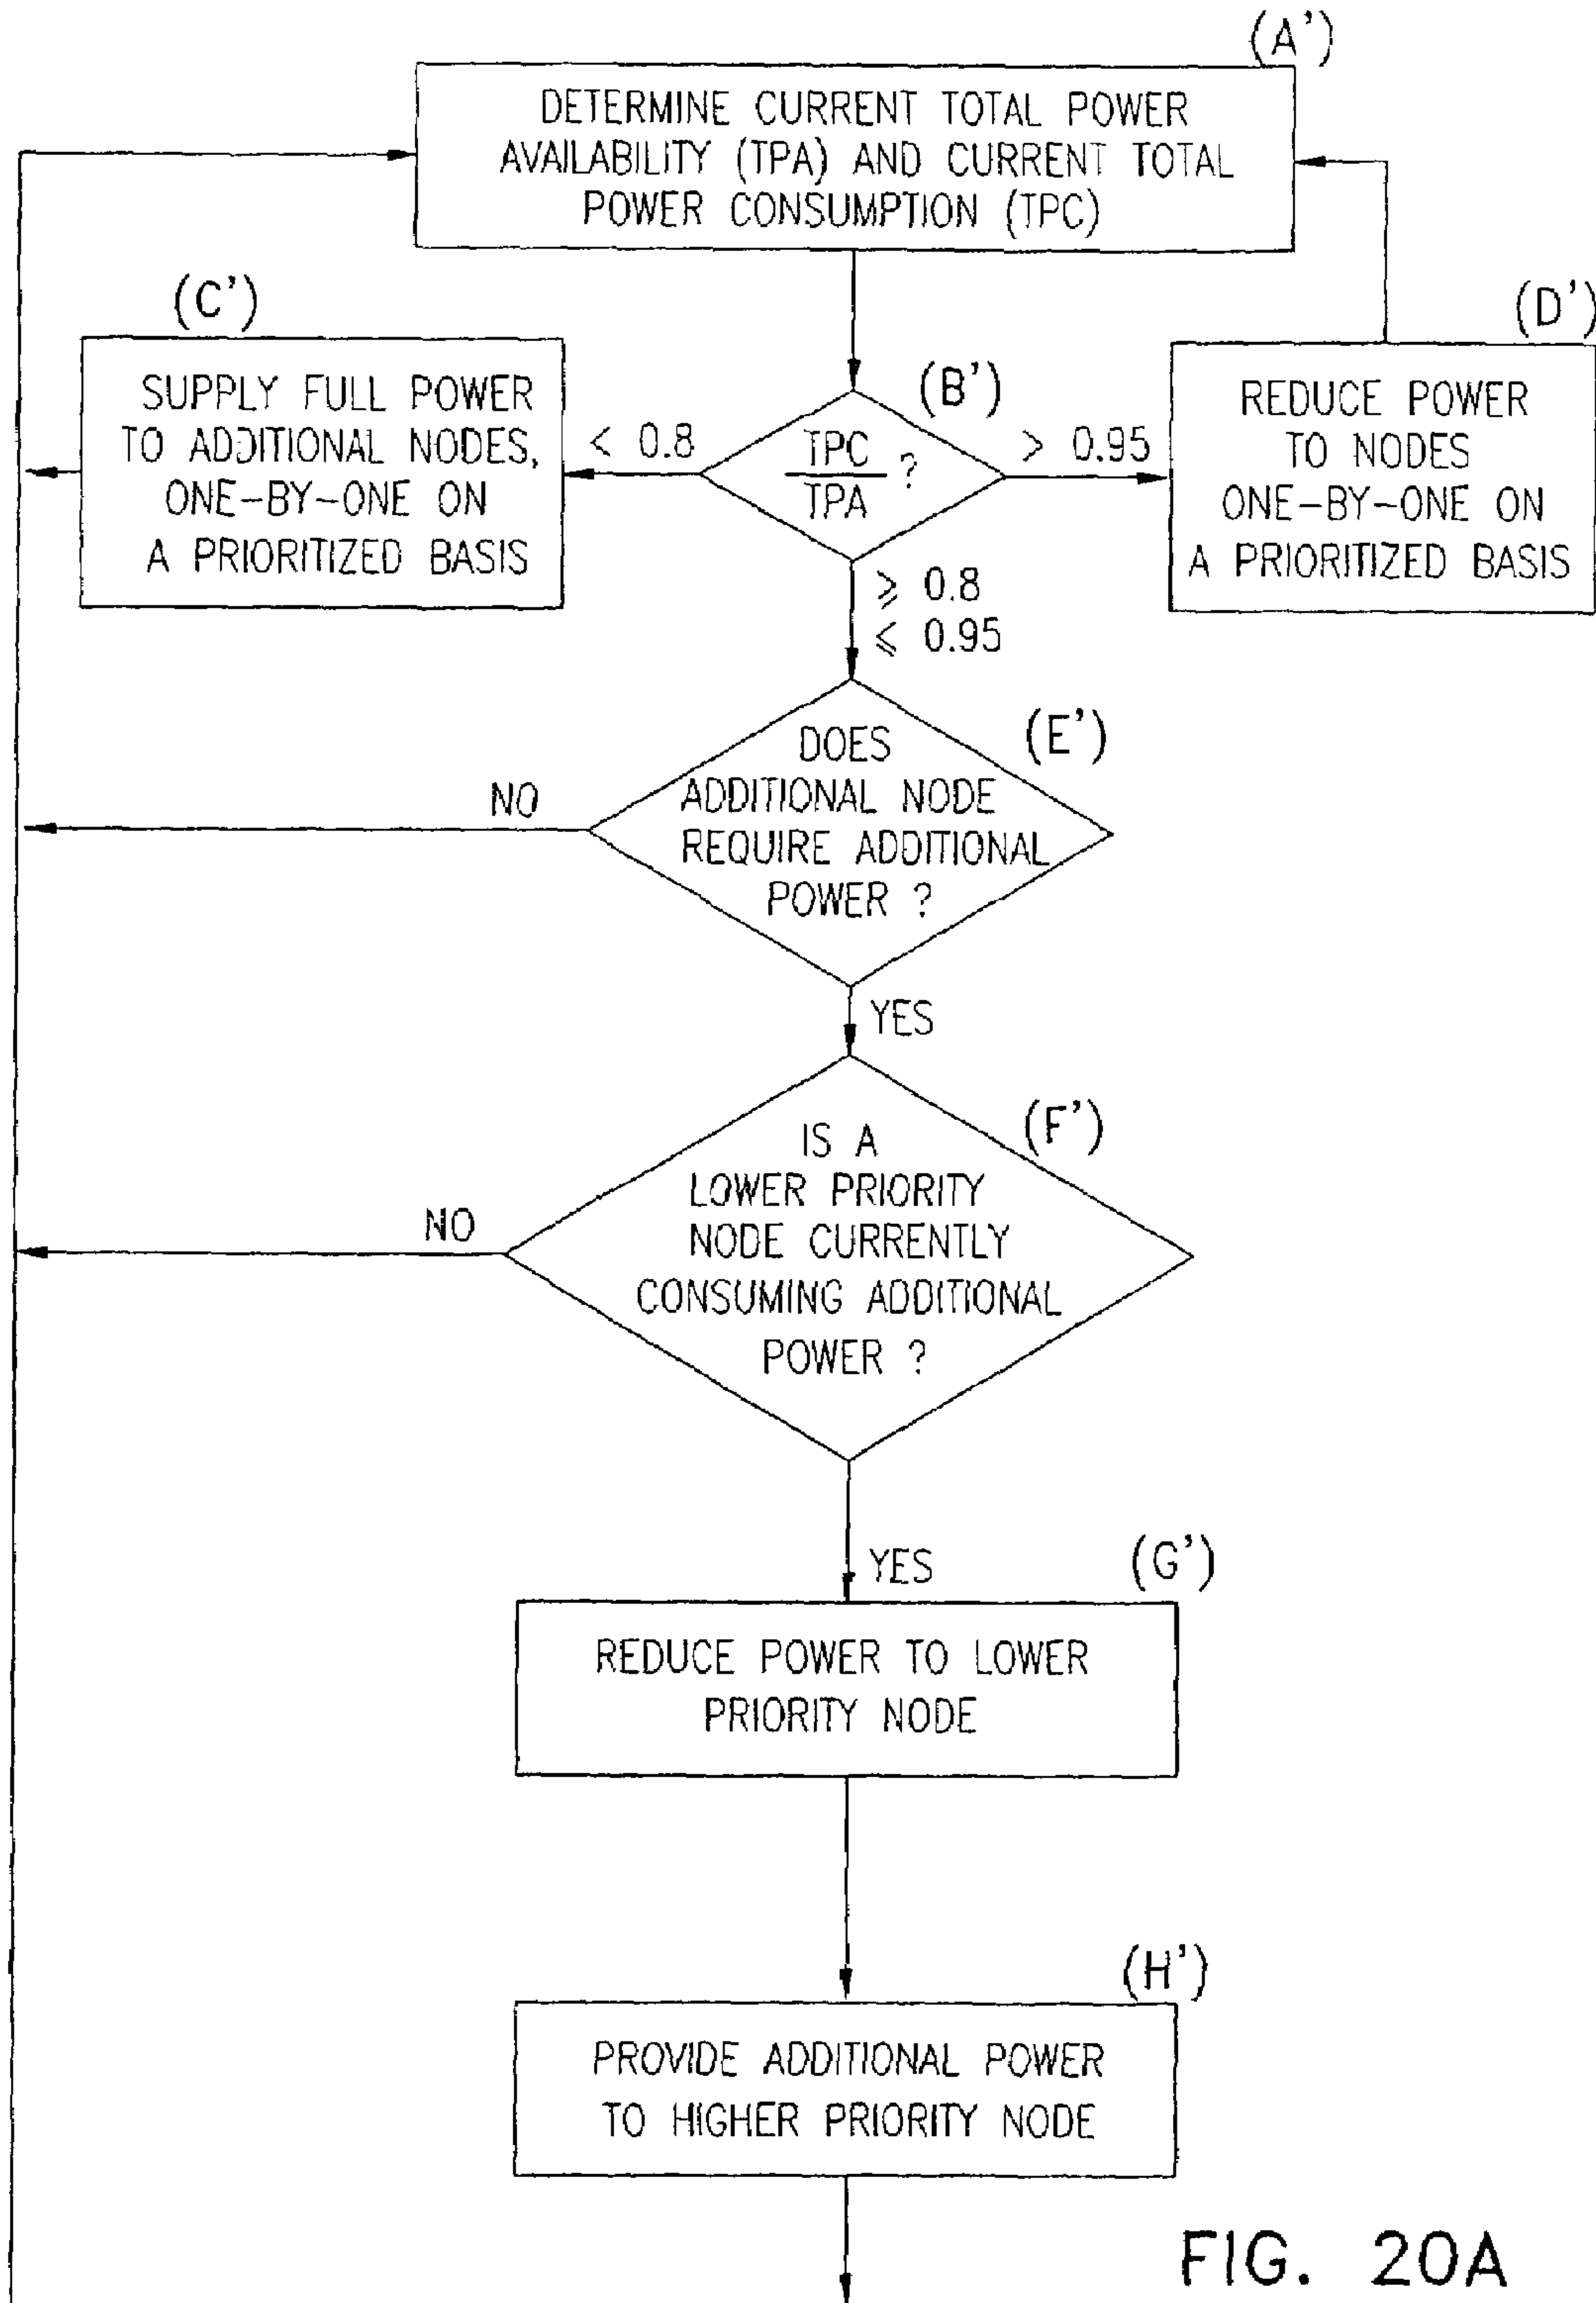 (A')
DETERMINE CURRENT TOTAL POWER
AVAILABILITY (TPA) AND CURRENT TOTAL
POWER CONSUMPTION (TPC)
(C')
SUPPLY FULL POWER
TO ADDITIONAL NODES,
ONE-BY-ONE ON
A PRIORITIZED BASIS
< 0.8
(B')
TPC
TPA
?
> 0.95
(D')
REDUCE POWER
TO NODES
ONE-BY-ONE ON
A PRIORITIZED BASIS
⩾ 0.8
⩽ 0.95
(E')
DOES
ADDITIONAL NODE
REQUIRE ADDITIONAL
POWER ?
NO
YES
(F')
IS A
LOWER PRIORITY
NODE CURRENTLY
CONSUMING ADDITIONAL
POWER ?
NO
YES
(G')
REDUCE POWER TO LOWER
PRIORITY NODE
(H')
PROVIDE ADDITIONAL POWER
TO HIGHER PRIORITY NODE
FIG. 20A